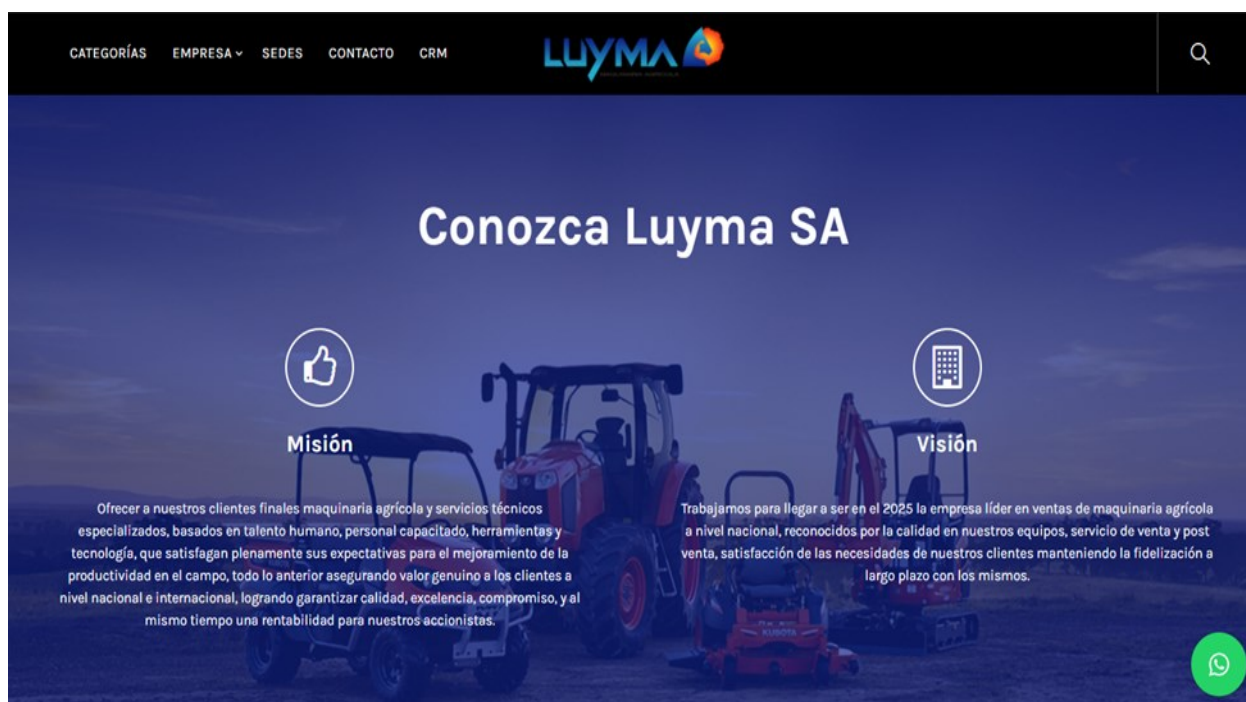 CATEGORÍAS EMPRESA SEDES CONTACTO CRM
LUYMA
Conozca Luyma SA
Misión
Ofrecer a nuestros clientes finales maquinaria agrícola y servicios técnicos
especializados, basados en talento humano, personal capacitado, herramientas y
tecnología, que satisfagan plenamente sus expectativas para el mejoramiento de la
productividad en el campo, todo lo anterior asegurando valor genuino a los clientes a
nivel nacional e internacional, logrando garantizar calidad, excelencia, compromiso, y al
mismo tiempo una rentabilidad para nuestros accionistas.
Visión
Trabajamos para llegar a ser en el 2025 la empresa líder en ventas de maquinaria agrícola
a nivel nacional, reconocidos por la calidad en nuestros equipos, servicio de venta y post
venta, satisfacción de las necesidades de nuestros clientes manteniendo la fidelización a
largo plazo con los mismos.
KUBOTA